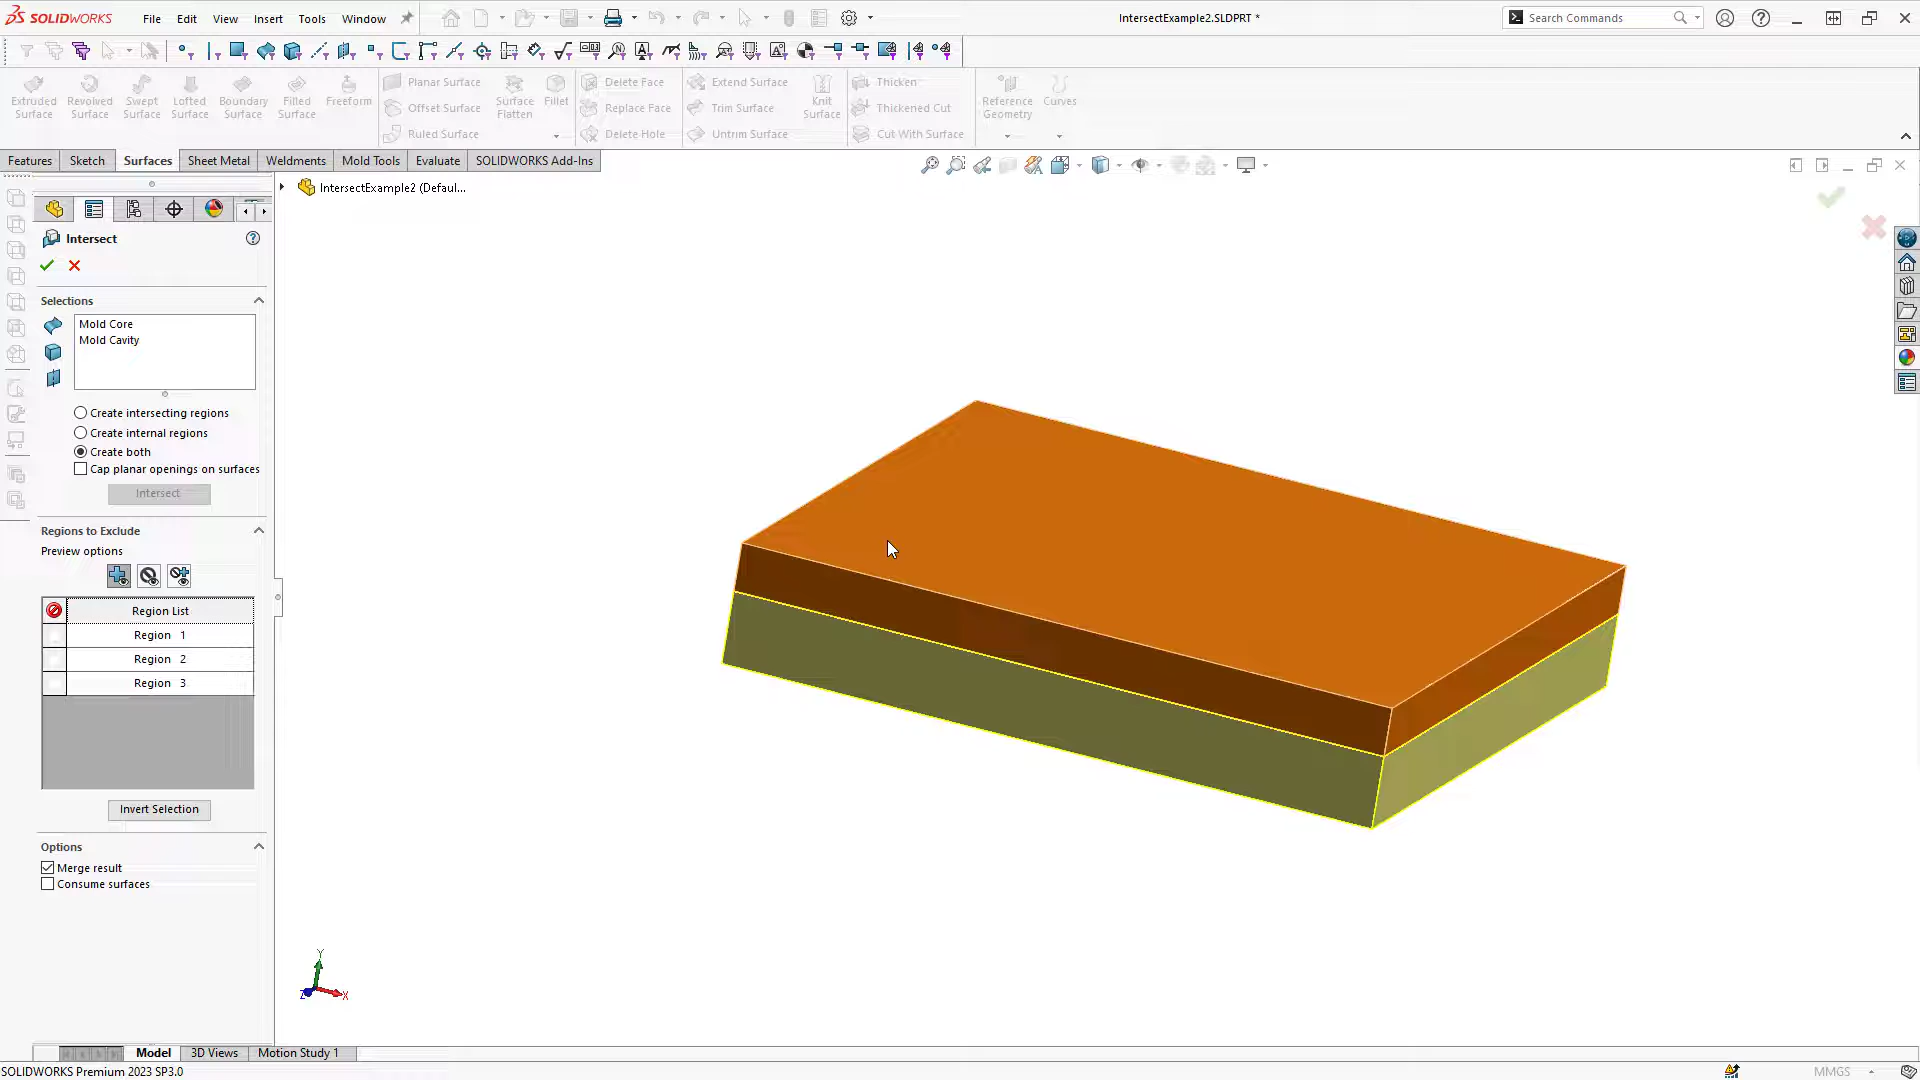 SOLIDWORKS File Edit View Insert Tools Window IntersectExample2.SLDPRT * Search Commands
Extruded Surface
Revolved Surface
Swept Surface
Lofted Surface
Boundary Surface
Filled Surface
Freeform
Planar Surface
Offset Surface
Ruled Surface
Surface Flatten
Fillet
Delete Face
Replace Face
Delete Hole
Extend Surface
Trim Surface
Untrim Surface
Knit Surface
Thicken
Thickened Cut
Cut With Surface
Reference Geometry
Curves
Features Sketch Surfaces Sheet Metal Weldments Mold Tools Evaluate SOLIDWORKS Add-Ins
IntersectExample2 (Defaul...
Intersect
Selections
Mold Core
Mold Cavity
Create intersecting regions
Create internal regions
Create both
Cap planar openings on surfaces
Intersect
Regions to Exclude
Preview options
Region List
Region 1
Region 2
Region 3
Invert Selection
Options
Merge result
Consume surfaces
Y
Z X
Model 3D Views Motion Study 1
SOLIDWORKS Premium 2023 SP3.0 MMGS